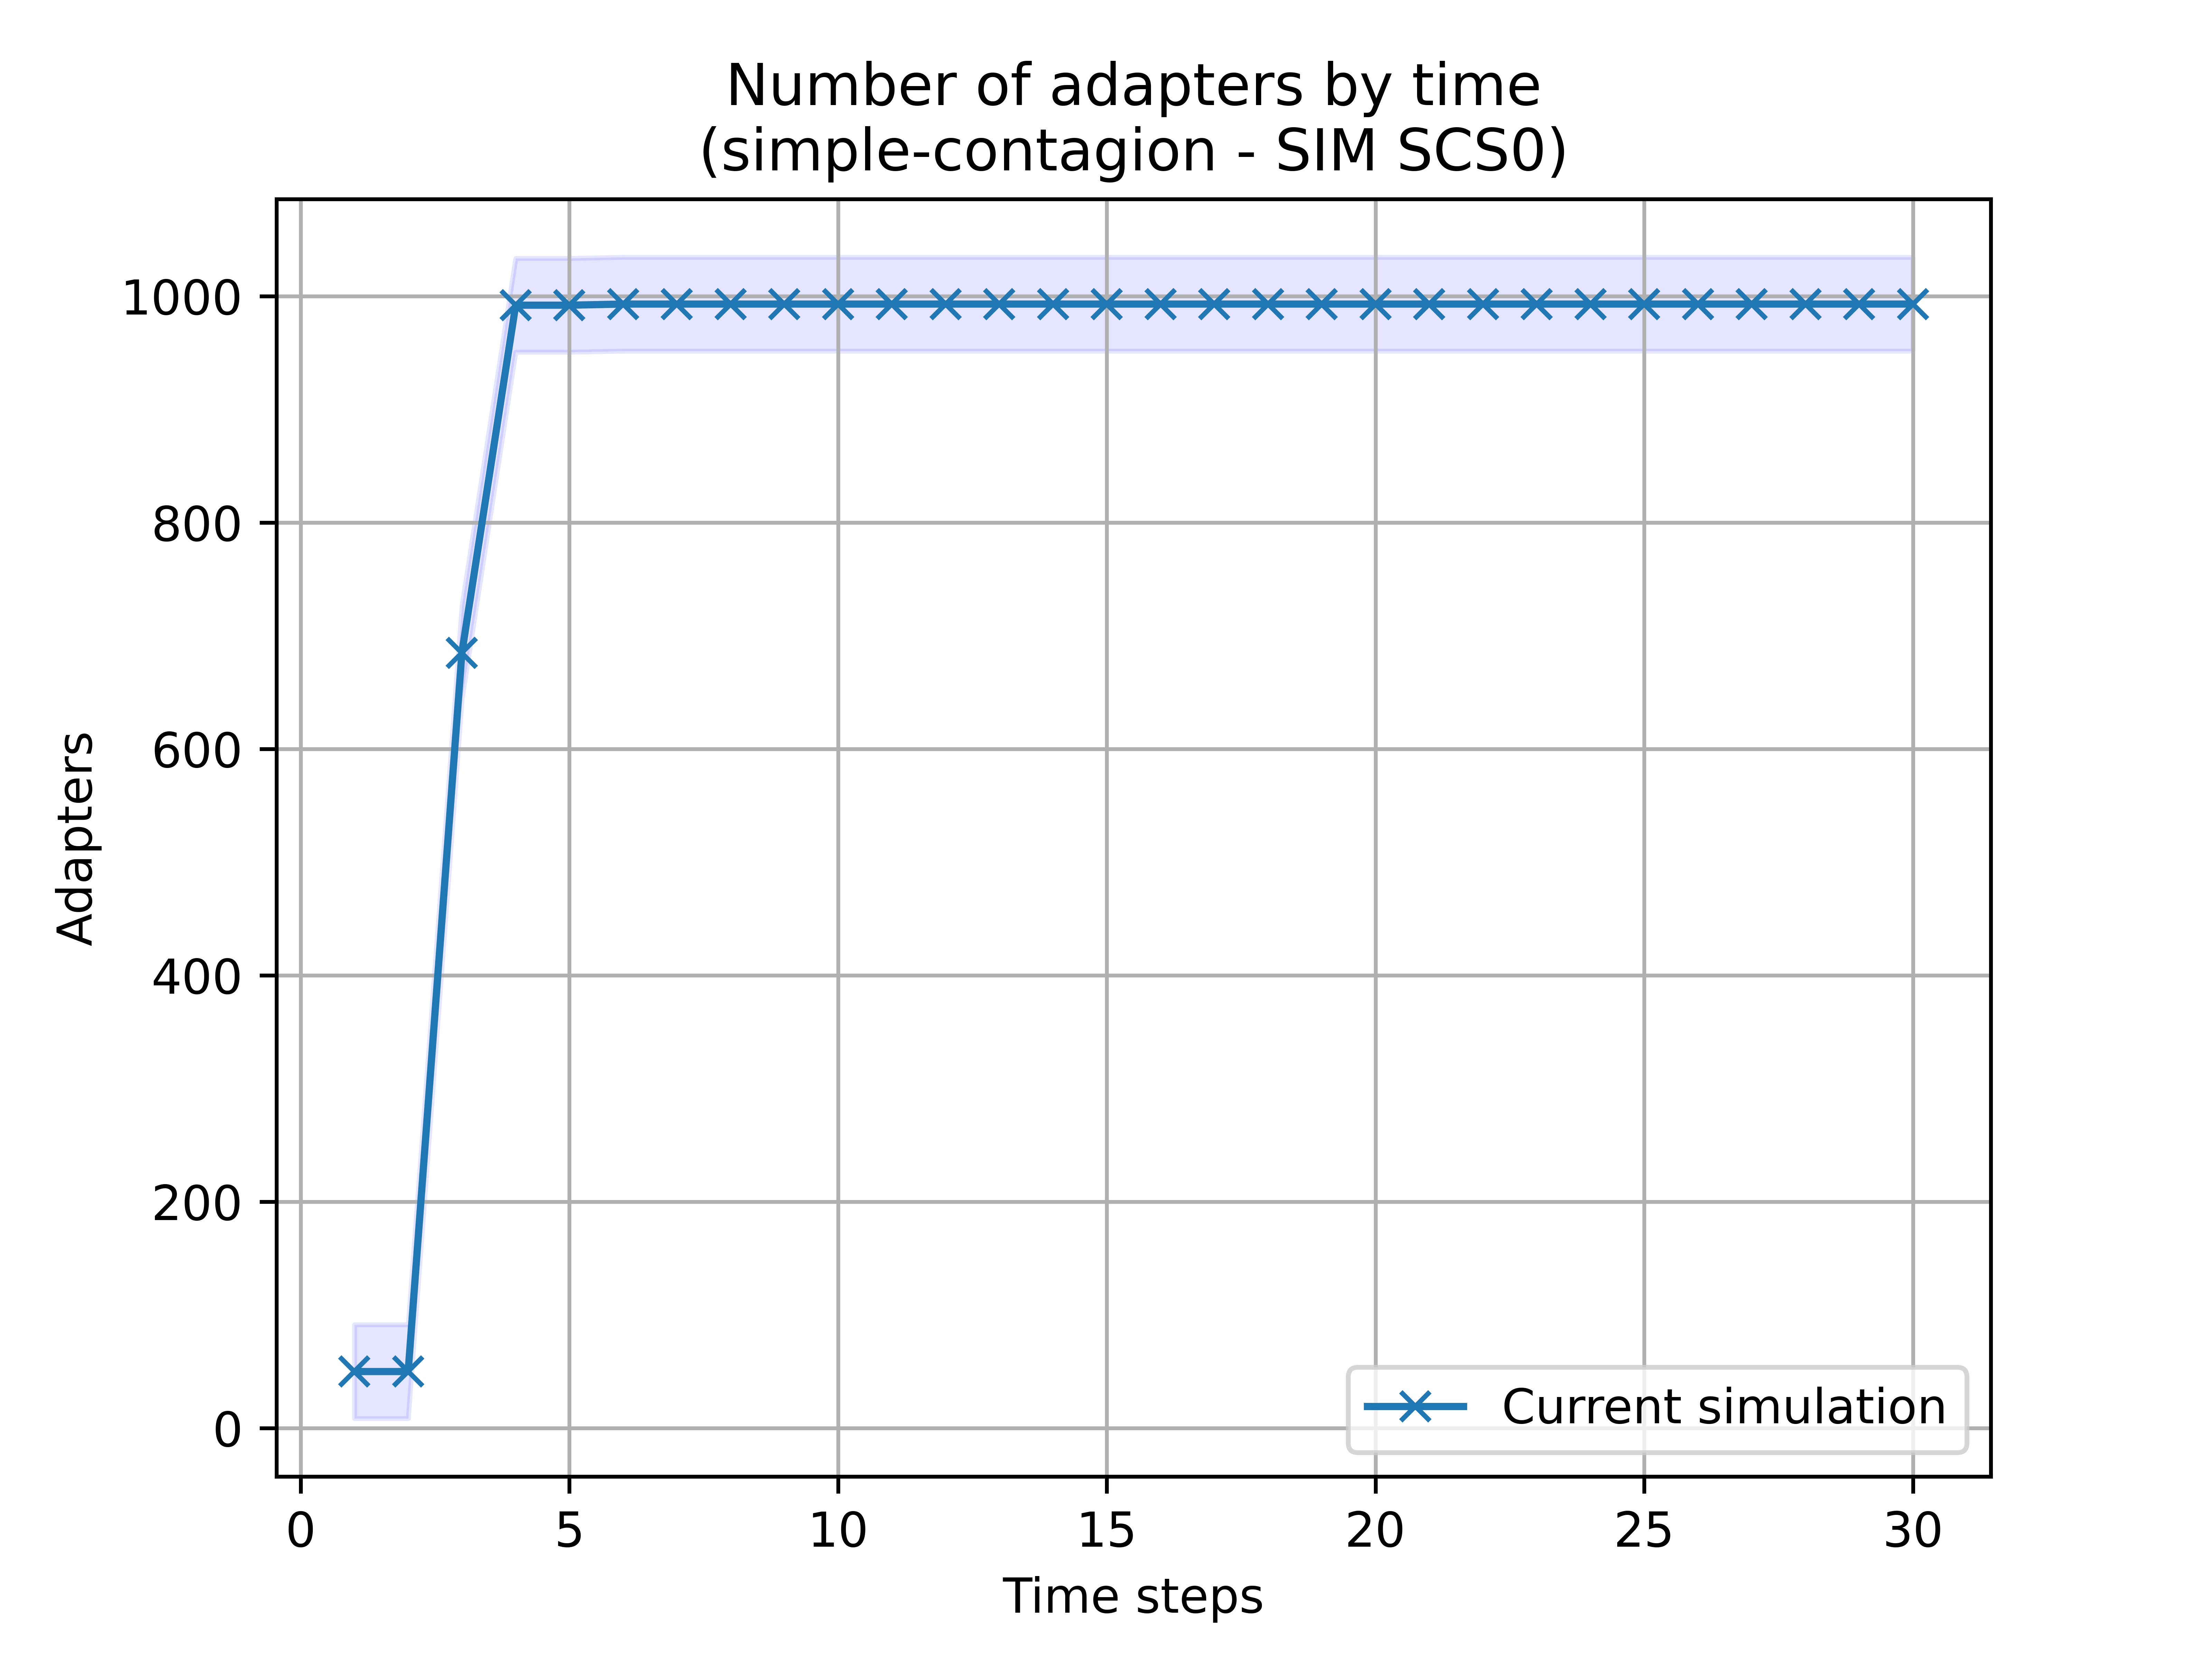 Number of adapters by time
(simple-contagion - SIM SCS0)
1000
800
600
400
200
0
Adapters
Current simulation
0 5 10 15 20 25 30
Time steps